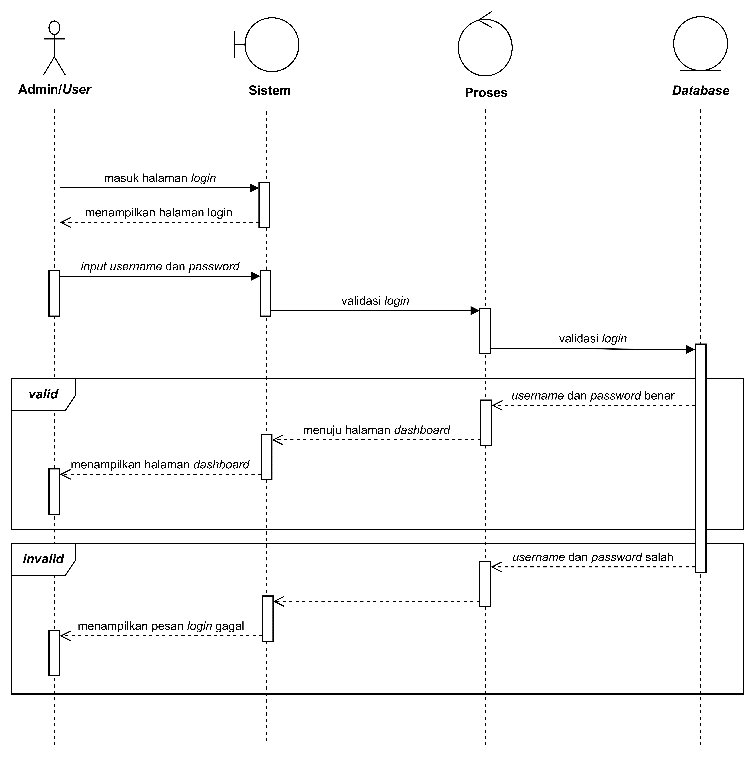 Admin/User
Sistem
Proses
Database
masuk halaman login
menampilkan halaman login
input username dan password
validasi login
validasi login
valid
username dan password benar
menuju halaman dashboard
menampilkan halaman dashboard
invalid
username dan password salah
menampilkan pesan login gagal